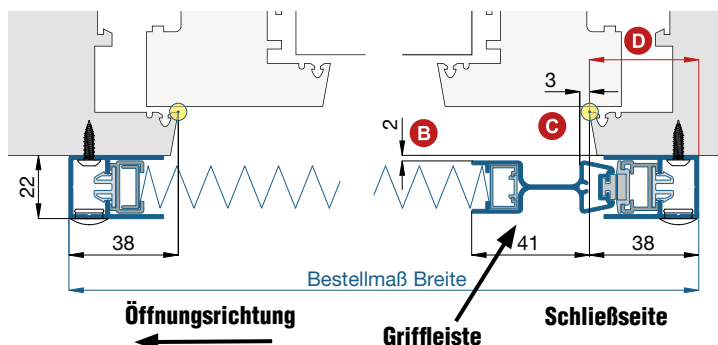 D
3
2
B
C
22
38
41
38
Bestellmaß Breite
Öffnungsrichtung
Griffleiste
Schließseite